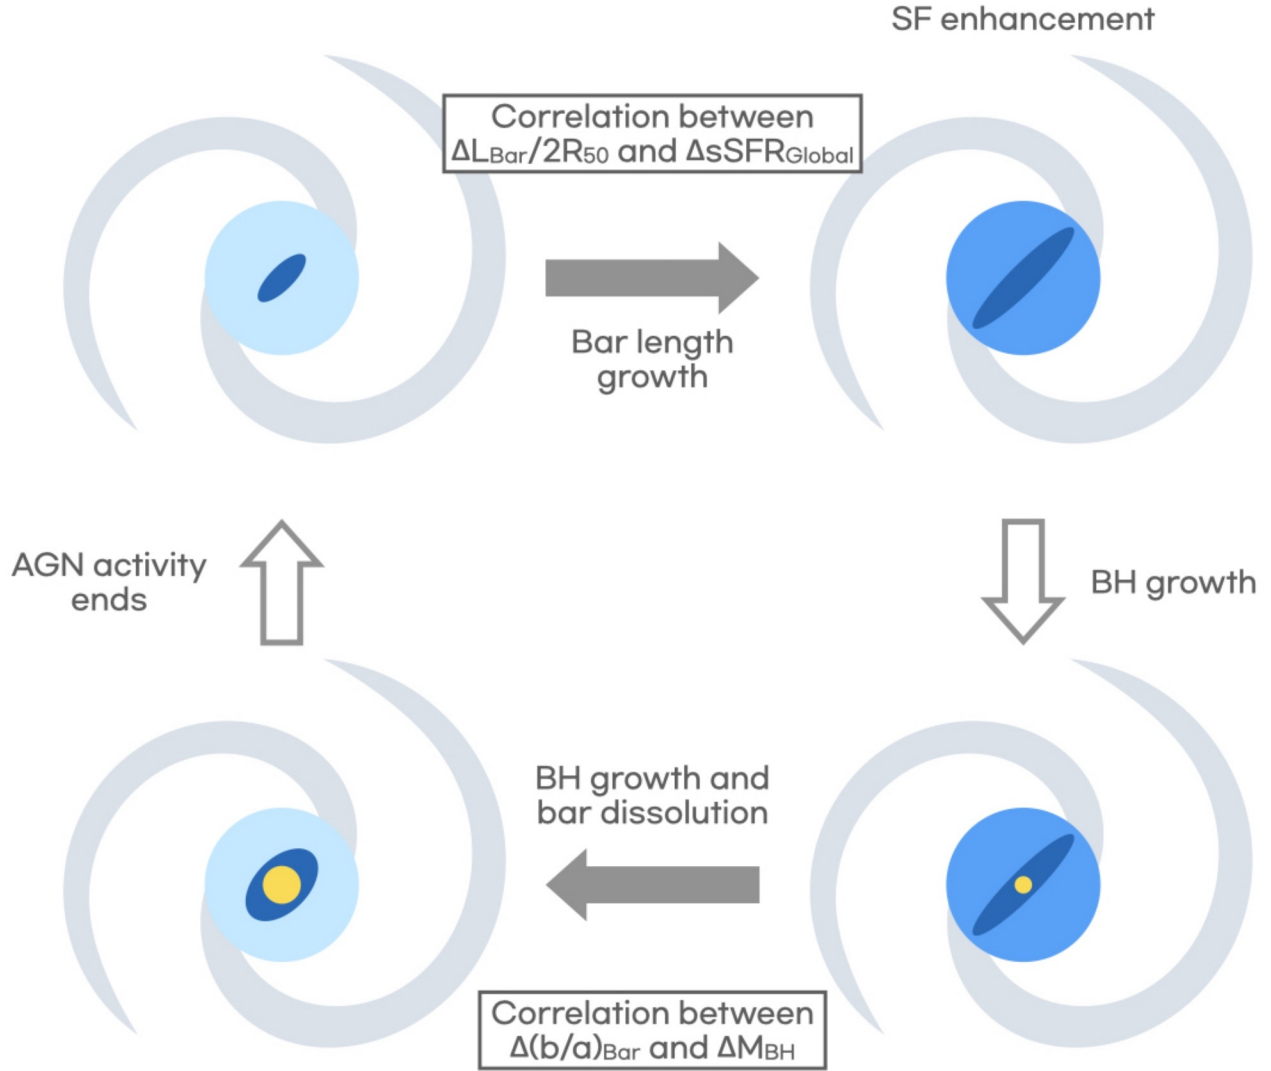 SF enhancement
Correlation between
ΔLBar/2R50 and ΔsSFRGlobal
Bar length
growth
AGN activity
ends
BH growth
BH growth and
bar dissolution
Correlation between
Δ(b/a)Bar and ΔMBH